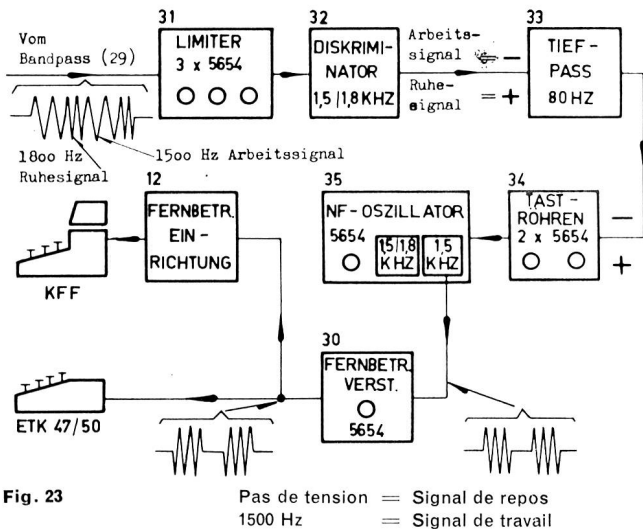 31
32
33
Vom
Bandpass (29)
LIMITER
3 x 5654
DISKRIMI-
NATOR
1,5/1,8 KHZ
Arbeits-
signal = −
Ruhe-
signal = +
TIEF-
PASS
80 HZ
1800 Hz
Ruhesignal
1500 Hz Arbeitssignal
12
35
34
FERNBETR.
EIN-
RICHTUNG
NF-OSZILLATOR
5654
1,5/1,8
KHZ
1,5
KHZ
TAST-
RÖHREN
2 x 5654
−
+
KFF
30
FERNBETR.
VERST.
5654
ETK 47/50
Fig. 23
Pas de tension = Signal de repos
1500 Hz = Signal de travail